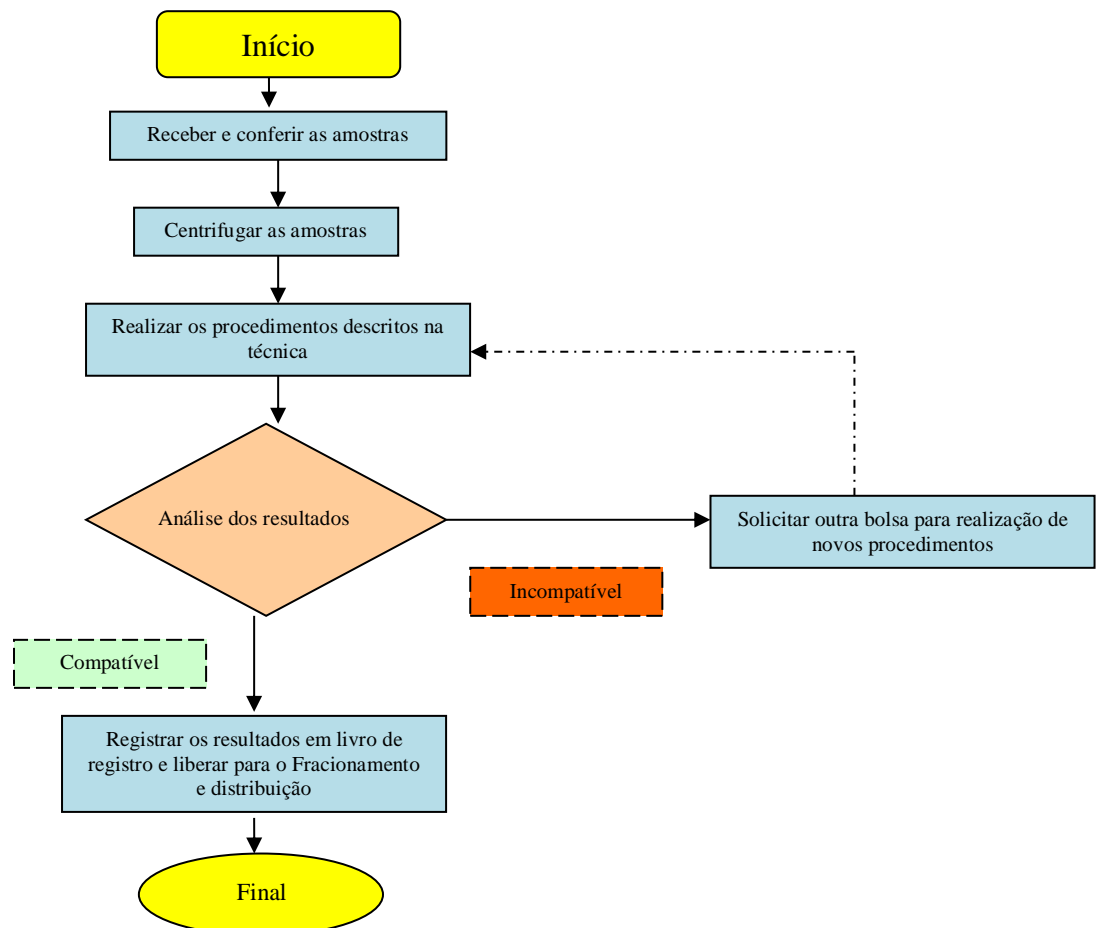 Início
Receber e conferir as amostras
Centrifugar as amostras
Realizar os procedimentos descritos na
técnica
Análise dos resultados
Solicitar outra bolsa para realização de
novos procedimentos
Incompatível
Compatível
Registrar os resultados em livro de
registro e liberar para o Fracionamento
e distribuição
Final